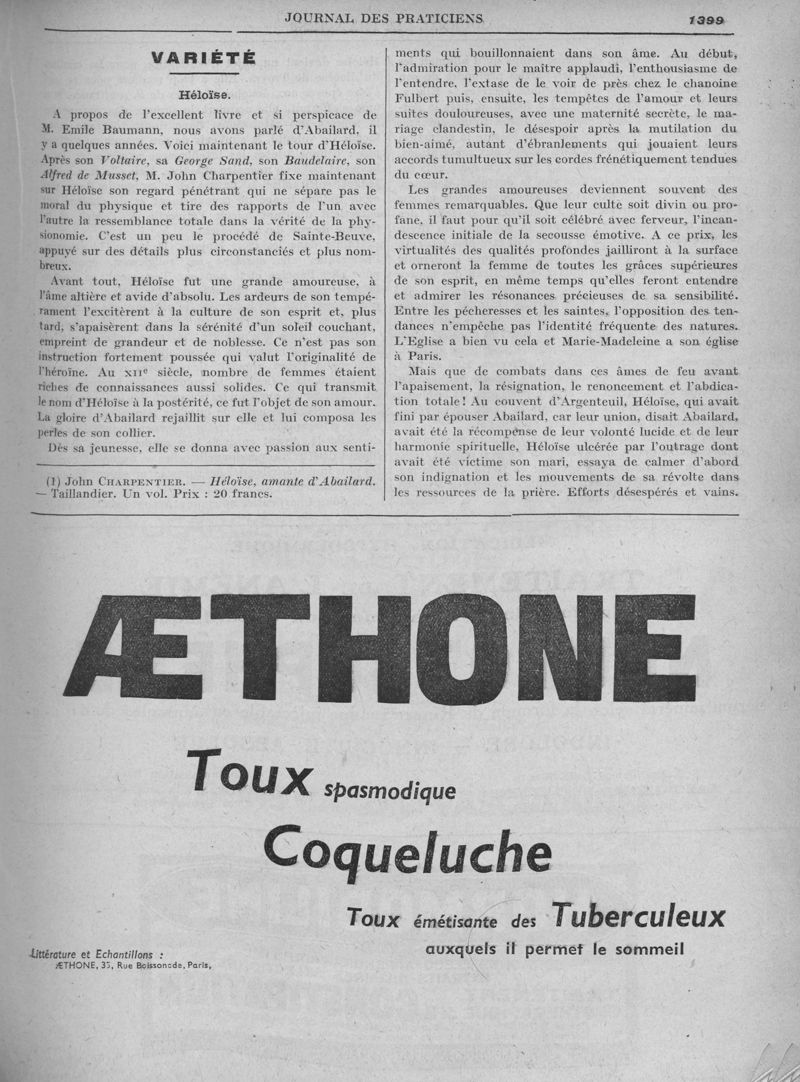 JOURNAL DES PRATICIENS 1399
VARIÉTÉ
Héloïse.
A propos de l'excellent livre et si perspicace de
M. Emile Baumann, nous avons parlé d'Abailard, il
y a quelques années. Voici maintenant le tour d'Héloïse.
Après son Voltaire, sa George Sand, son Baudelaire, son
Alfred de Musset, M. John Charpentier fixe maintenant
sur Héloïse son regard pénétrant qui ne sépare pas le
moral du physique et tire des rapports de l'un avec
l'autre la ressemblance totale dans la vérité de la phy-
sionomie. C'est un peu le procédé de Sainte-Beuve,
appuyé sur des détails plus circonstanciés et plus nom-
breux.
Avant tout, Héloïse fut une grande amoureuse, à
l'âme altière et avide d'absolu. Les ardeurs de son tempé-
rament l'excitèrent à la culture de son esprit et, plus
tard, s'apaisèrent dans la sérénité d'un soleil couchant,
empreint de grandeur et de noblesse. Ce n'est pas son
instruction fortement poussée qui valut l'originalité de
l'héroïne. Au XIIe siècle, nombre de femmes étaient
riches de connaissances aussi solides. Ce qui transmit
le nom d'Héloïse à la postérité, ce fut l'objet de son amour.
La gloire d'Abailard rejaillit sur elle et lui composa les
perles de son collier.
Dès sa jeunesse, elle se donna avec passion aux senti-
(1) John CHARPENTIER. — Héloïse, amante d'Abailard.
— Taillandier. Un vol. Prix : 20 francs.
ments qui bouillonnaient dans son âme. Au début,
l'admiration pour le maître applaudi, l'enthousiasme de
l'entendre, l'extase de le voir de près chez le chanoine
Fulbert puis, ensuite, les tempêtes de l'amour et leurs
suites douloureuses, avec une maternité secrète, le ma-
riage clandestin, le désespoir après la mutilation du
bien-aimé, autant d'ébranlements qui jouaient leurs
accords tumultueux sur les cordes frénétiquement tendues
du cœur.
Les grandes amoureuses deviennent souvent des
femmes remarquables. Que leur culte soit divin ou pro-
fane, il faut pour qu'il soit célébré avec ferveur, l'incan-
descence initiale de la secousse émotive. A ce prix, les
virtualités des qualités profondes jailliront à la surface
et orneront la femme de toutes les grâces supérieures
de son esprit, en même temps qu'elles feront entendre
et admirer les résonances précieuses de sa sensibilité.
Entre les pécheresses et les saintes, l'opposition des ten-
dances n'empêche pas l'identité fréquente des natures.
L'Eglise a bien vu cela et Marie-Madeleine a son église
à Paris.
Mais que de combats dans ces âmes de feu avant
l'apaisement, la résignation, le renoncement et l'abdica-
tion totale ! Au couvent d'Argenteuil, Héloïse, qui avait
fini par épouser Abailard, car leur union, disait Abailard,
avait été la récompense de leur volonté lucide et de leur
harmonie spirituelle, Héloïse ulcérée par l'outrage dont
avait été victime son mari, essaya de calmer d'abord
son indignation et les mouvements de sa révolte dans
les ressources de la prière. Efforts désespérés et vains.
ÆTHONE
Toux spasmodique
Coqueluche
Toux émétisante des Tuberculeux
auxquels il permet le sommeil
Littérature et Echantillons :
ÆTHONE, 35, Rue Boissonade, Paris,